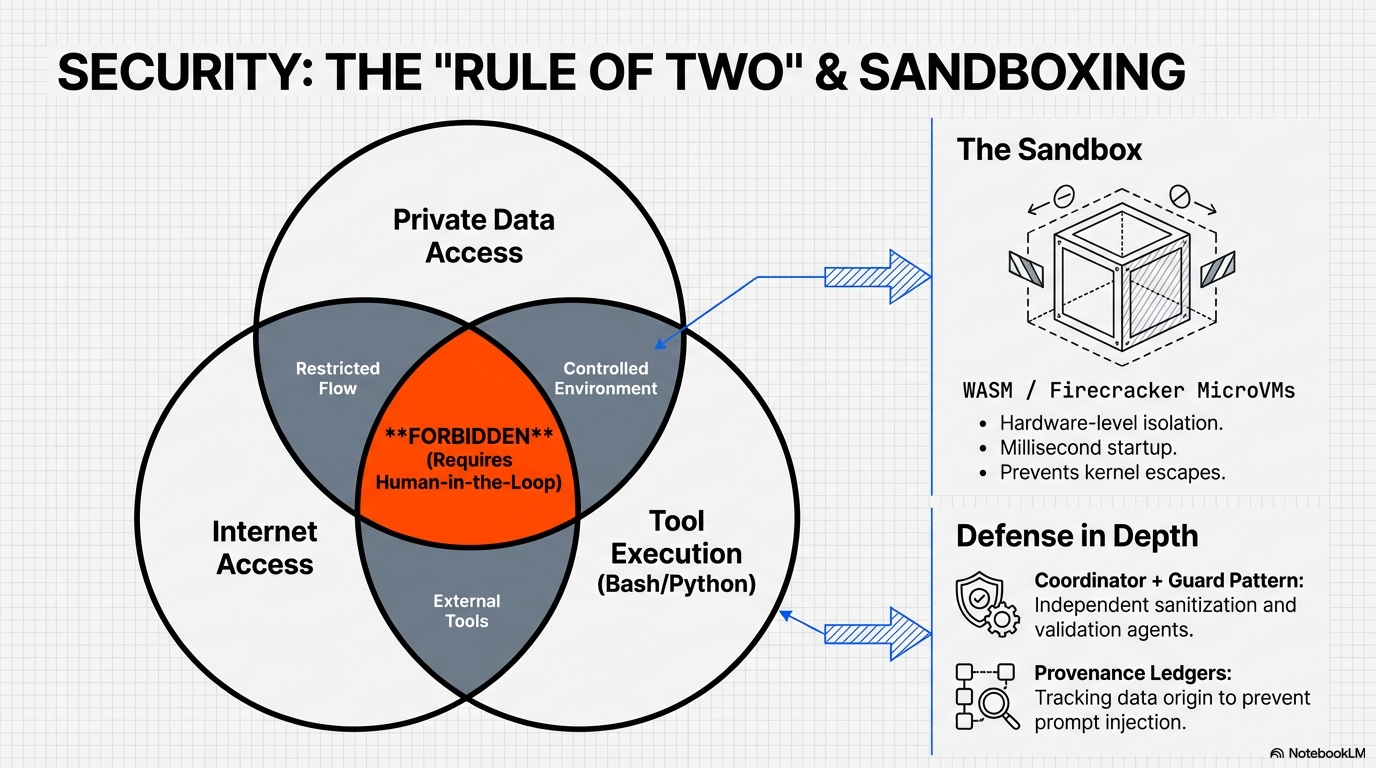 SECURITY: THE "RULE OF TWO" & SANDBOXING
Private Data
Access
Restricted
Flow
Controlled
Environment
**FORBIDDEN**
(Requires
Human-in-the-Loop)
Internet
Access
Tool
Execution
(Bash/Python)
External
Tools
The Sandbox
WASM / Firecracker MicroVMs
• Hardware-level isolation.
• Millisecond startup.
• Prevents kernel escapes.
Defense in Depth
Coordinator + Guard Pattern:
Independent sanitization and
validation agents.
Provenance Ledgers:
Tracking data origin to prevent
prompt injection.
NotebookLM